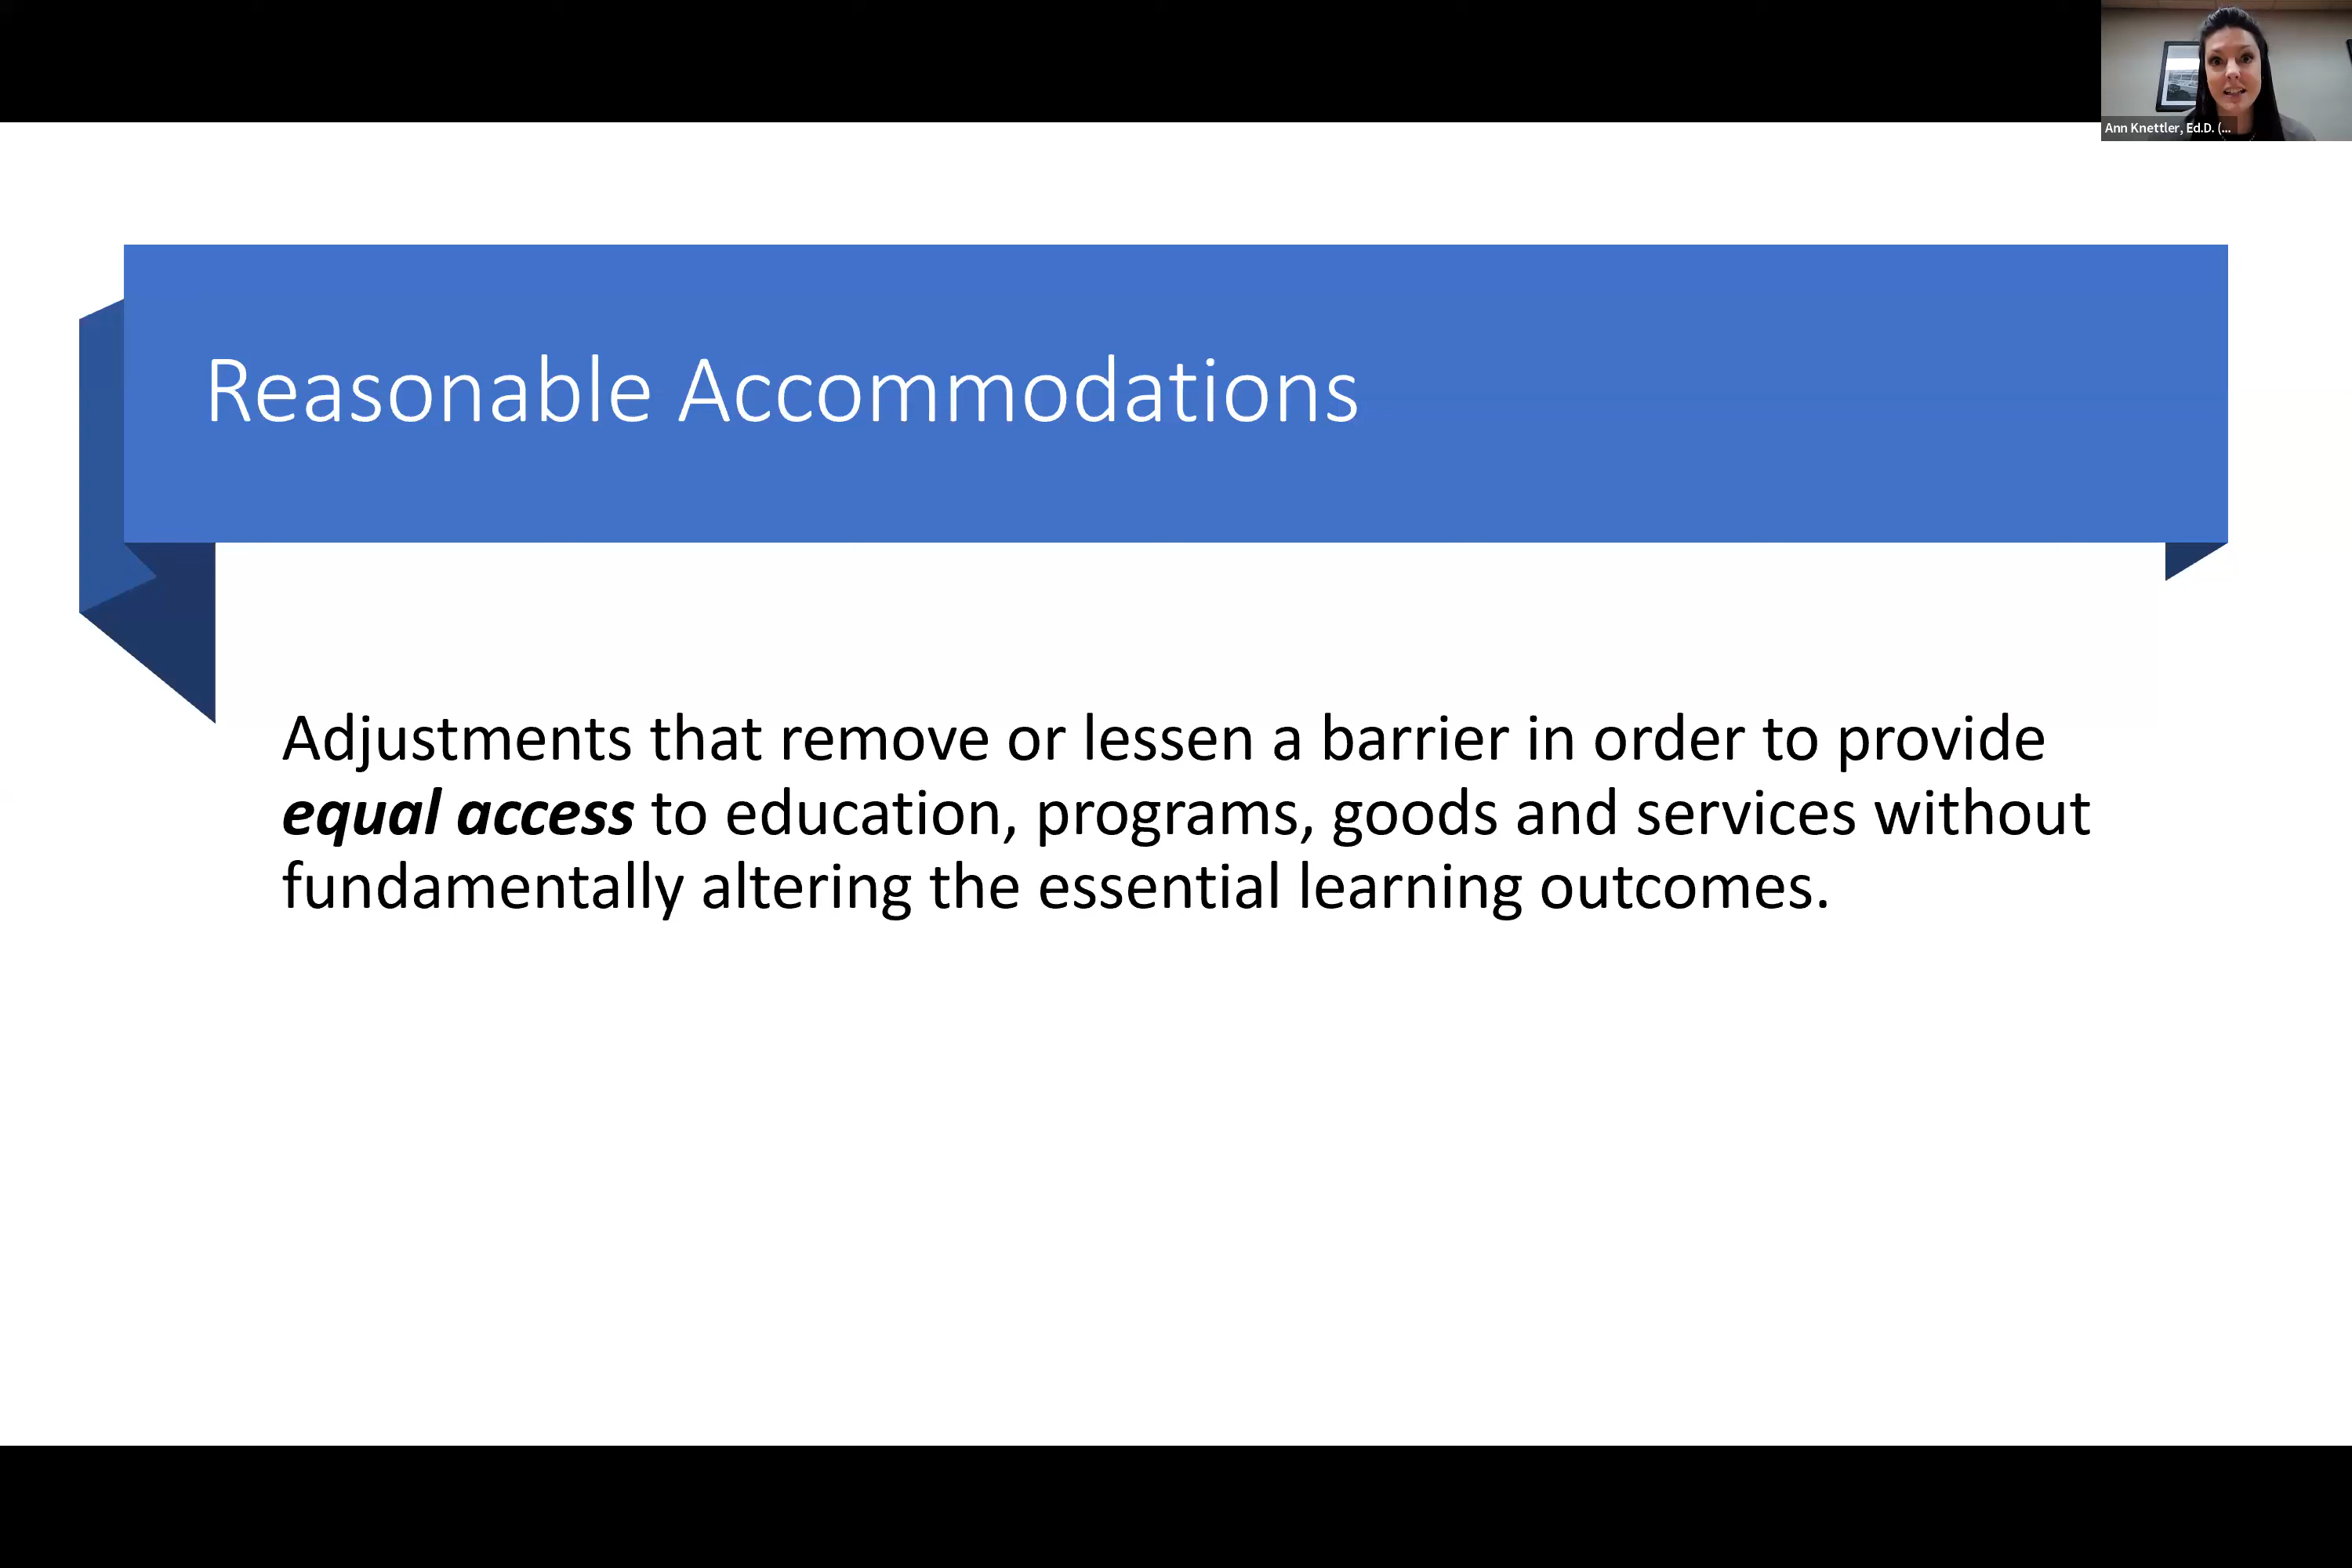 Ann Knettler, Ed.D. (...
Reasonable Accommodations
Adjustments that remove or lessen a barrier in order to provide
equal access to education, programs, goods and services without
fundamentally altering the essential learning outcomes.